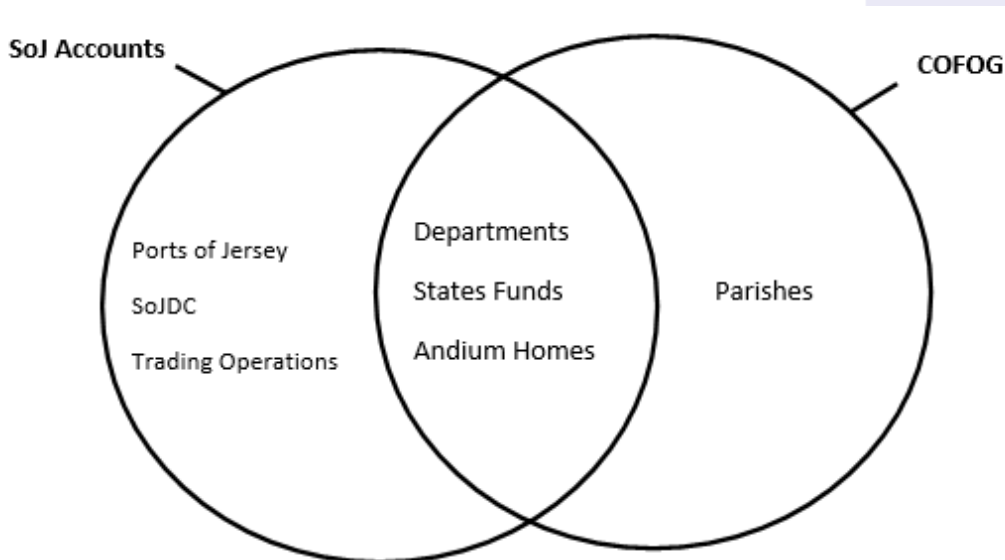 SoJ Accounts
COFOG
Ports of Jersey
SoJDC
Trading Operations
Departments
States Funds
Andium Homes
Parishes